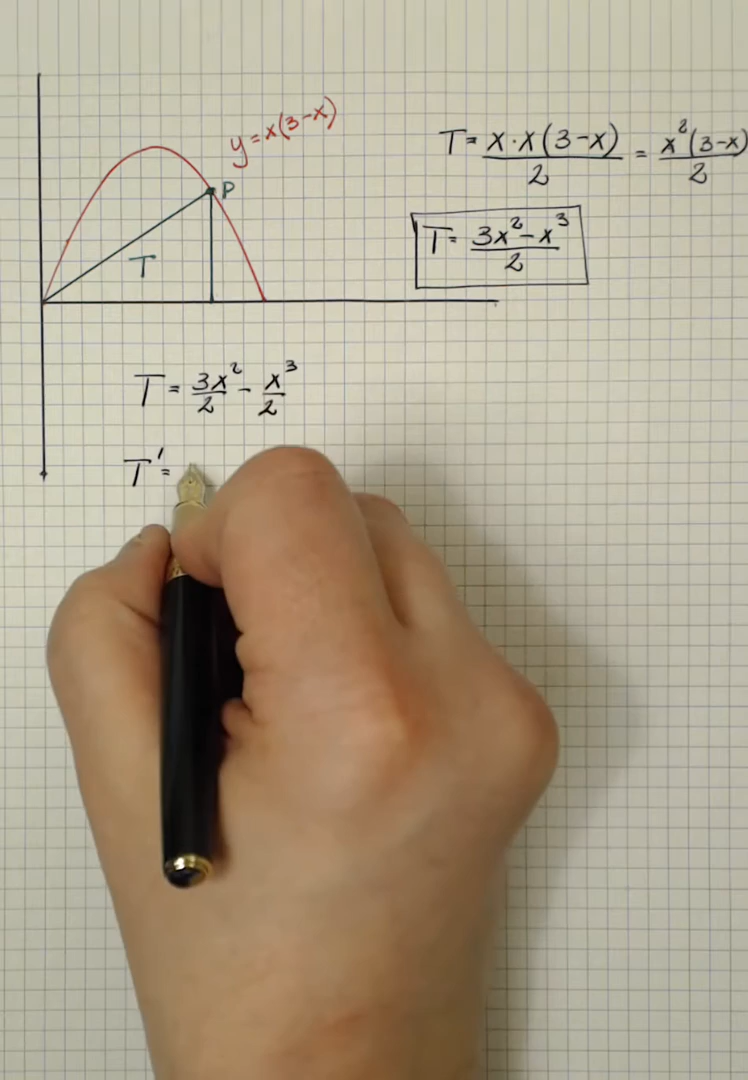 y=x(3-x)
P
T
T=x·x(3-x)/2 = x²(3-x)/2
T= 3x²-x³/2
T = 3x²/2 - x³/2
T'=